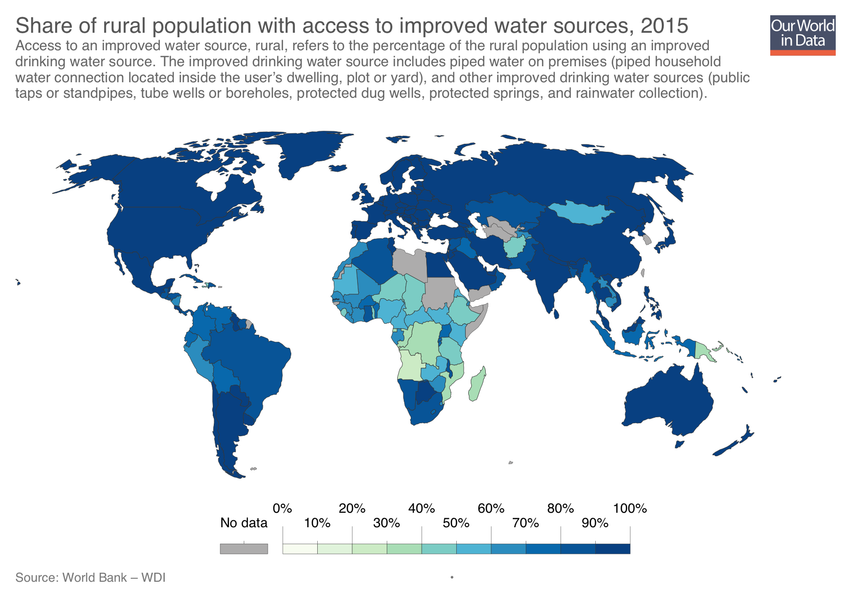 Share of rural population with access to improved water sources, 2015
Our World
in Data
Access to an improved water source, rural, refers to the percentage of the rural population using an improved
drinking water source. The improved drinking water source includes piped water on premises (piped household
water connection located inside the user's dwelling, plot or yard), and other improved drinking water sources (public
taps or standpipes, tube wells or boreholes, protected dug wells, protected springs, and rainwater collection).
0% 20% 40% 60% 80% 100%
No data 10% 30% 50% 70% 90%
Source: World Bank – WDI